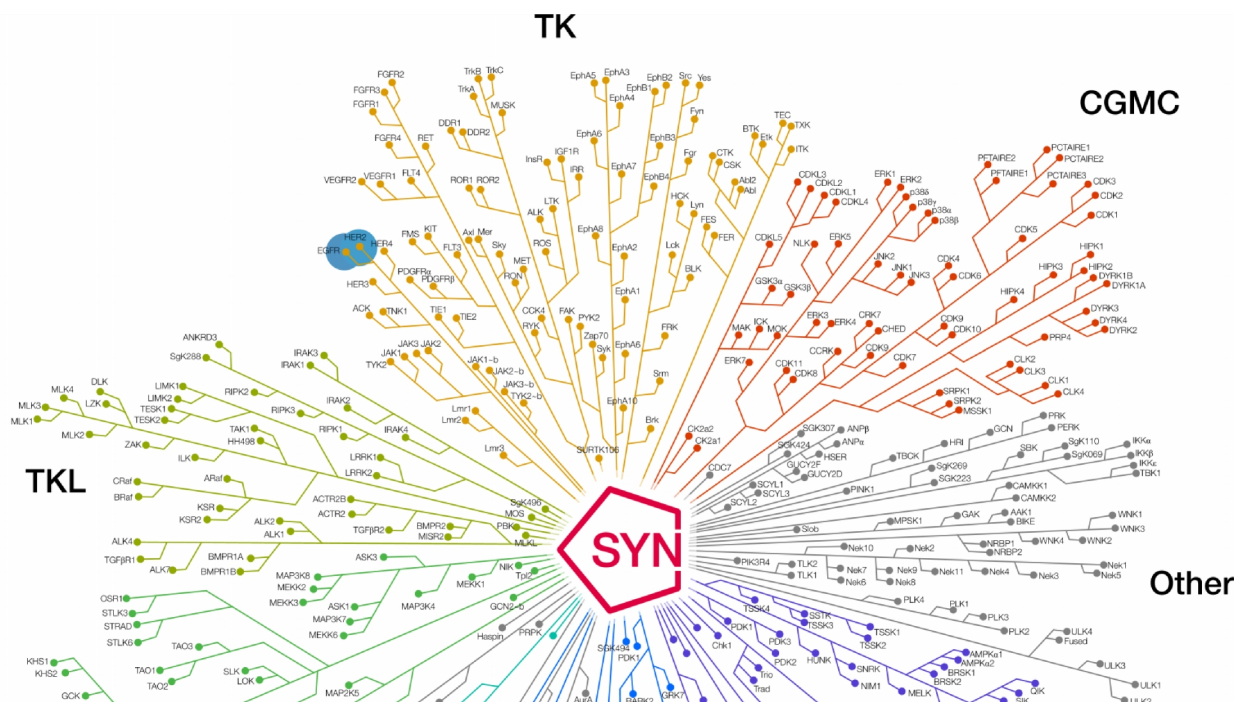 TK
CGMC
TKL
Other
SYN
FGFR2
FGFR3
FGFR1
FGFR4
TrkB
TrkC
TrkA
MUSK
DDR1
DDR2
RET
VEGFR2
VEGFR1
FLT4
ROR1
ROR2
InsR
IGF1R
IRR
LTK
ALK
ROS
HER2
EGFR
HER4
HER3
FMS
KIT
FLT3
PDGFRα
PDGFRβ
Axl
Mer
Sky
MET
RON
ACK
TNK1
TIE1
TIE2
CCK4
RYK
FAK
PYK2
Zap70
Syk
JAK3
JAK2
JAK1
TYK2
JAK1~b
JAK2~b
JAK3~b
TYK2~b
Lmr1
Lmr2
Lmr3
SURTK106
EphA5
EphA3
EphA4
EphA6
EphA7
EphA8
EphA2
EphA1
EphA6
EphA10
EphB2
EphB1
EphB3
EphB4
Src
Yes
Fyn
Fgr
HCK
Lyn
Lck
BLK
FRK
Srm
Brk
CTK
CSK
Abl2
Abl
FES
FER
TEC
TXK
BTK
Etk
ITK
CDKL3
CDKL2
CDKL1
CDKL4
CDKL5
ERK1
ERK2
p38δ
p38γ
p38α
p38β
NLK
ERK5
JNK2
JNK1
JNK3
GSK3α
GSK3β
MAK
ICK
MOK
ERK7
ERK3
ERK4
CRK7
CHED
CCRK
CDK9
CDK11
CDK8
CDK7
CDK9
CDK10
PFTAIRE2
PFTAIRE1
PCTAIRE1
PCTAIRE2
PCTAIRE3
CDK3
CDK2
CDK1
CDK5
CDK4
CDK6
HIPK1
HIPK2
HIPK3
HIPK4
DYRK1B
DYRK1A
DYRK3
DYRK4
DYRK2
PRP4
CLK2
CLK3
CLK1
CLK4
SRPK1
SRPK2
MSSK1
CK2a2
CK2a1
CDC7
SGK307
SGK424
ANPβ
ANPα
HSER
GUCY2F
GUCY2D
SCYL1
SCYL3
SCYL2
TBCK
PINK1
HRI
GCN
PRK
PERK
SgK269
SGK223
SBK
SgK110
SgK069
IKKα
IKKβ
IKKε
TBK1
CAMKK1
CAMKK2
Slob
MPSK1
GAK
AAK1
BIKE
NRBP1
NRBP2
WNK4
WNK1
WNK3
WNK2
PIK3R4
TLK2
TLK1
Nek10
Nek7
Nek6
Nek2
Nek9
Nek8
Nek11
Nek4
Nek3
Nek1
Nek5
PLK4
PLK1
PLK3
PLK2
ULK4
Fused
ULK3
ULK1
ULK2
ANKRD3
SgK288
IRAK3
IRAK1
IRAK2
IRAK4
RIPK2
RIPK3
RIPK1
DLK
LZK
MLK4
MLK3
MLK1
MLK2
LIMK1
LIMK2
TESK1
TESK2
TAK1
HH498
ZAK
ILK
LRRK1
LRRK2
CRaf
BRaf
ARaf
KSR
KSR2
ACTR2B
ACTR2
TGFβR2
BMPR2
MISR2
SgK496
MOS
PBK
MLKL
ALK4
TGFβR1
ALK7
ALK2
ALK1
BMPR1A
BMPR1B
ASK3
MAP3K8
MEKK2
MEKK3
ASK1
MAP3K7
MEKK6
MAP3K4
MEKK1
NIK
Tpl2
GCN2~b
OSR1
STLK3
STRAD
STLK6
TAO3
TAO1
TAO2
SLK
LOK
KHS1
KHS2
GCK
MAP2K5
Haspin
PRPK
SGK494
PDK1
AurA
BARK2
GRK7
TSSK4
SSTK
TSSK3
TSSK1
TSSK2
PDK1
Chk1
PDK3
PDK2
Trio
Trad
HUNK
SNRK
NIM1
AMPKα1
AMPKα2
BRSK1
BRSK2
MELK
QIK
SIK